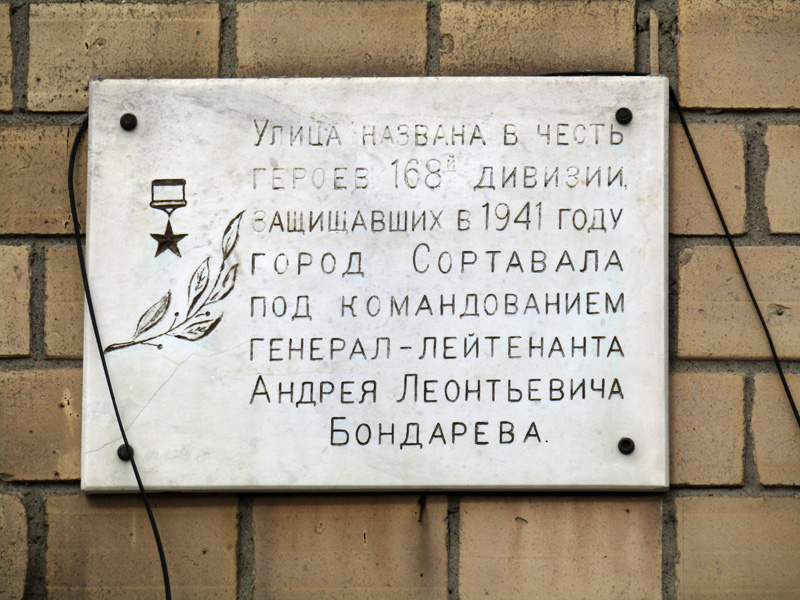 Улица названа в честь
героев 168й дивизии,
защищавших в 1941 году
город Сортавала
под командованием
генерал-лейтенанта
Андрея Леонтьевича
Бондарева.